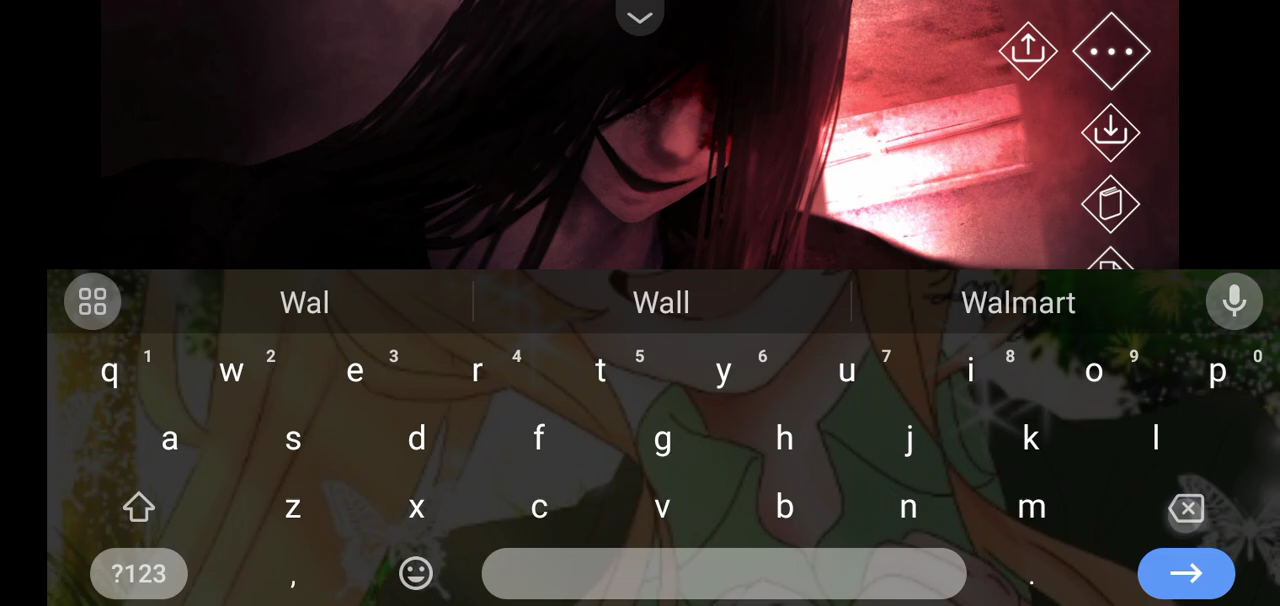 Wal Wall Walmart
q 1 w 2 e 3 r 4 t 5 y 6 u 7 i 8 o 9 p 0
a s d f g h j k l
z x c v b n m
?123 , .